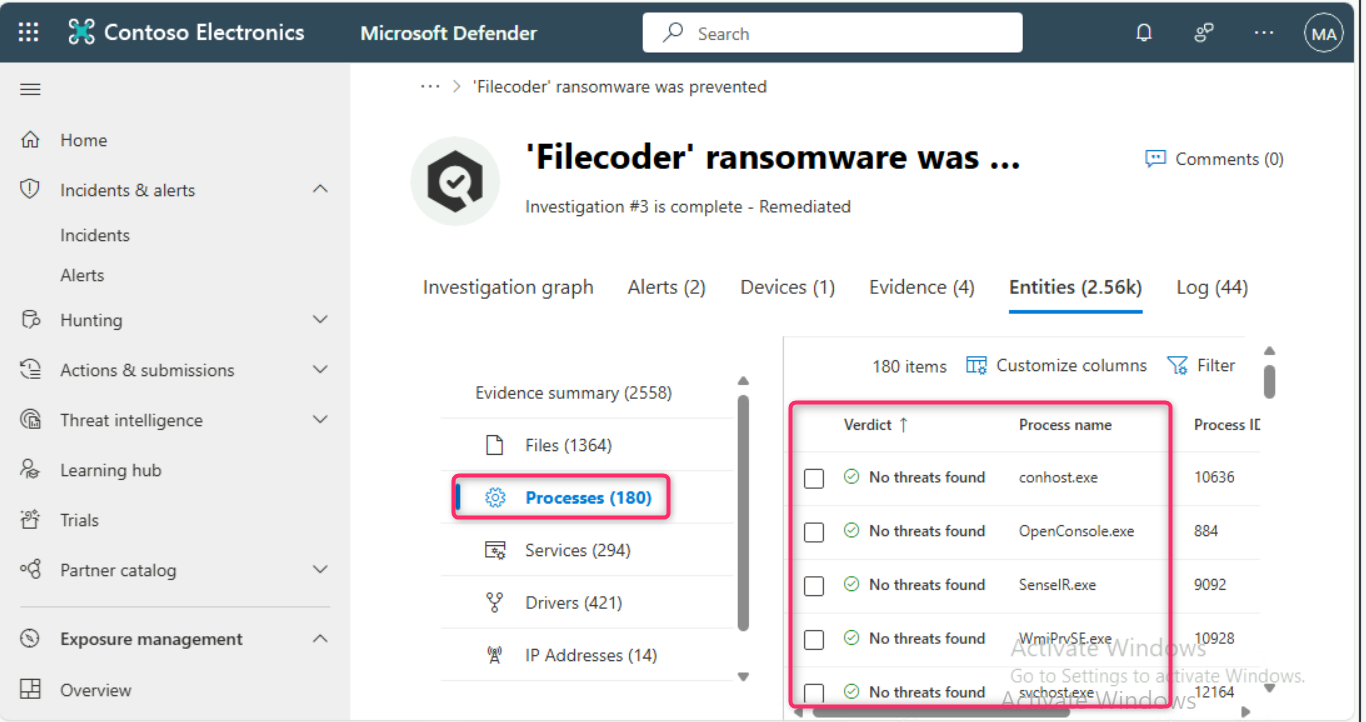 Contoso Electronics Microsoft Defender Search MA
... > 'Filecoder' ransomware was prevented
Home
Incidents & alerts
Incidents
Alerts
Hunting
Actions & submissions
Threat intelligence
Learning hub
Trials
Partner catalog
Exposure management
Overview
'Filecoder' ransomware was ...
Comments (0)
Investigation #3 is complete - Remediated
Investigation graph Alerts (2) Devices (1) Evidence (4) Entities (2.56k) Log (44)
Evidence summary (2558)
Files (1364)
Processes (180)
Services (294)
Drivers (421)
IP Addresses (14)
180 items Customize columns Filter
Verdict ↑ Process name Process ID
No threats found conhost.exe 10636
No threats found OpenConsole.exe 884
No threats found SenseIR.exe 9092
No threats found WmiPrvSE.exe 10928
No threats found svchost.exe 12164
Activate Windows
Go to Settings to activate Windows.
Activate Windows